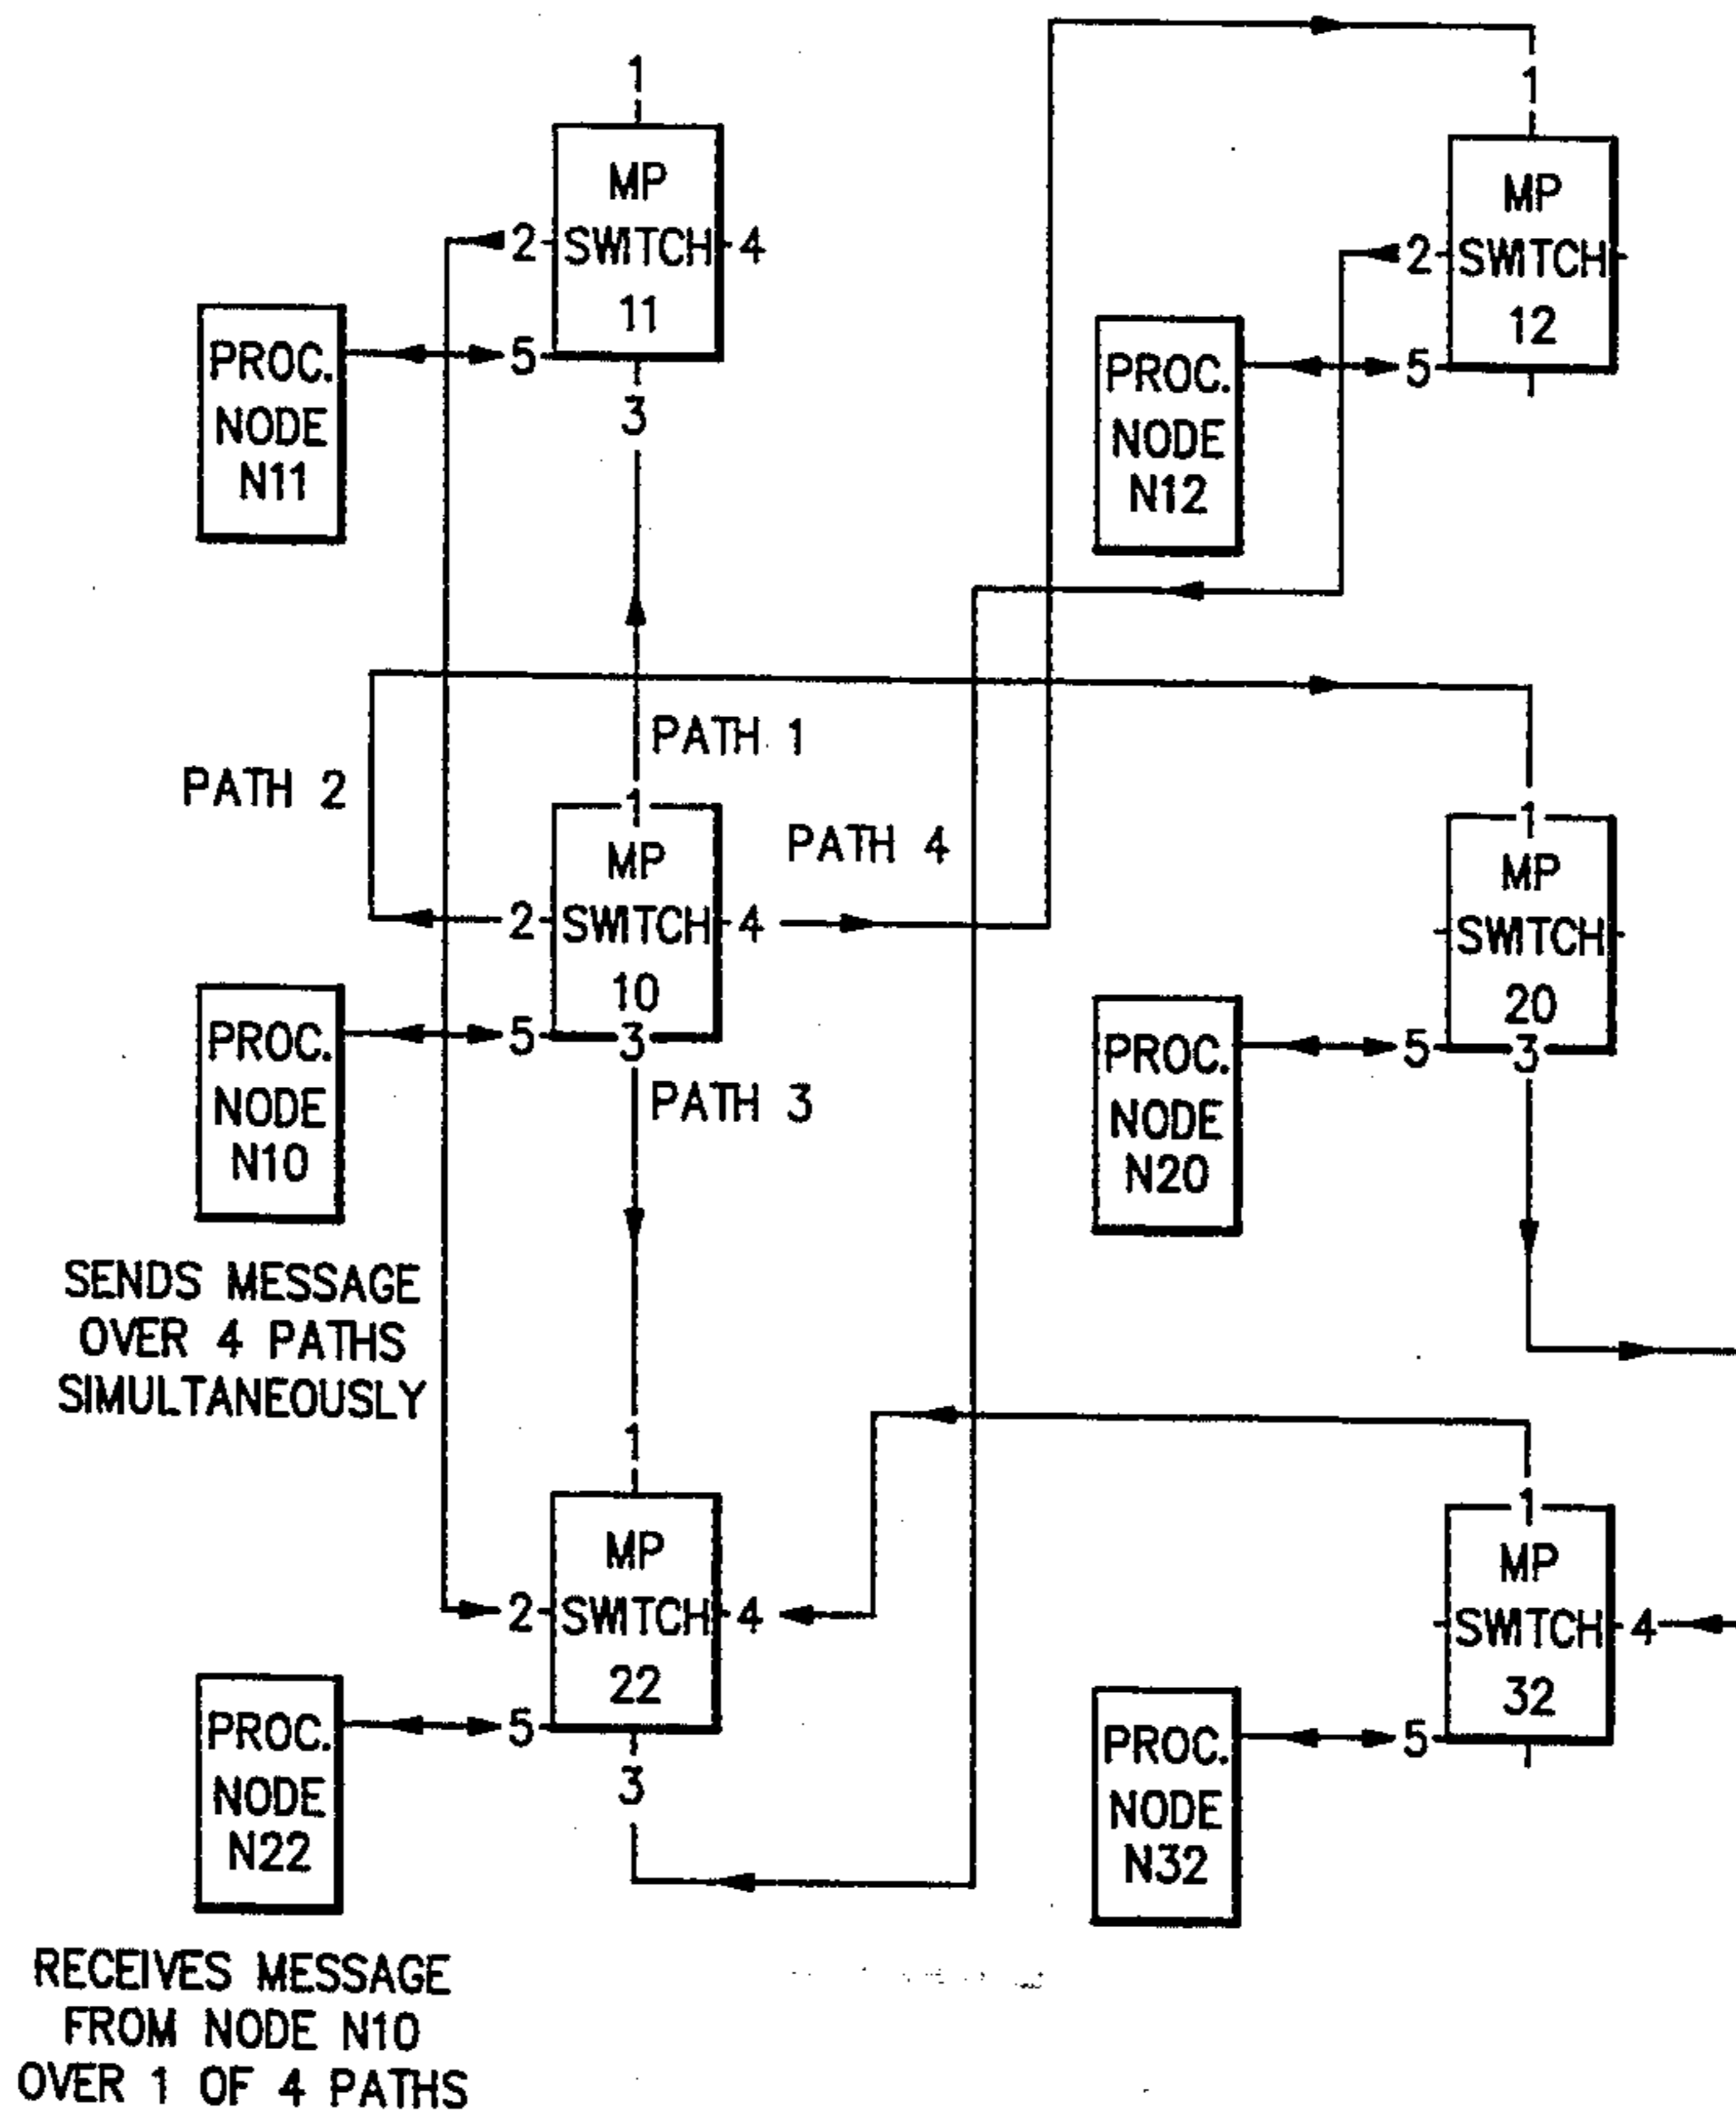 1
MP
2 SWITCH 4
11
5
3
PROC.
NODE
N11
1
MP
2 SWITCH
12
5
PROC.
NODE
N12
PATH 1
PATH 2
PATH 4
1
MP
2 SWITCH 4
10
5
3
PATH 3
PROC.
NODE
N10
1
MP
SWITCH
20
5
3
PROC.
NODE
N20
SENDS MESSAGE
OVER 4 PATHS
SIMULTANEOUSLY
1
MP
2 SWITCH 4
22
5
3
PROC.
NODE
N22
1
MP
SWITCH 4
32
5
PROC.
NODE
N32
RECEIVES MESSAGE
FROM NODE N10
OVER 1 OF 4 PATHS